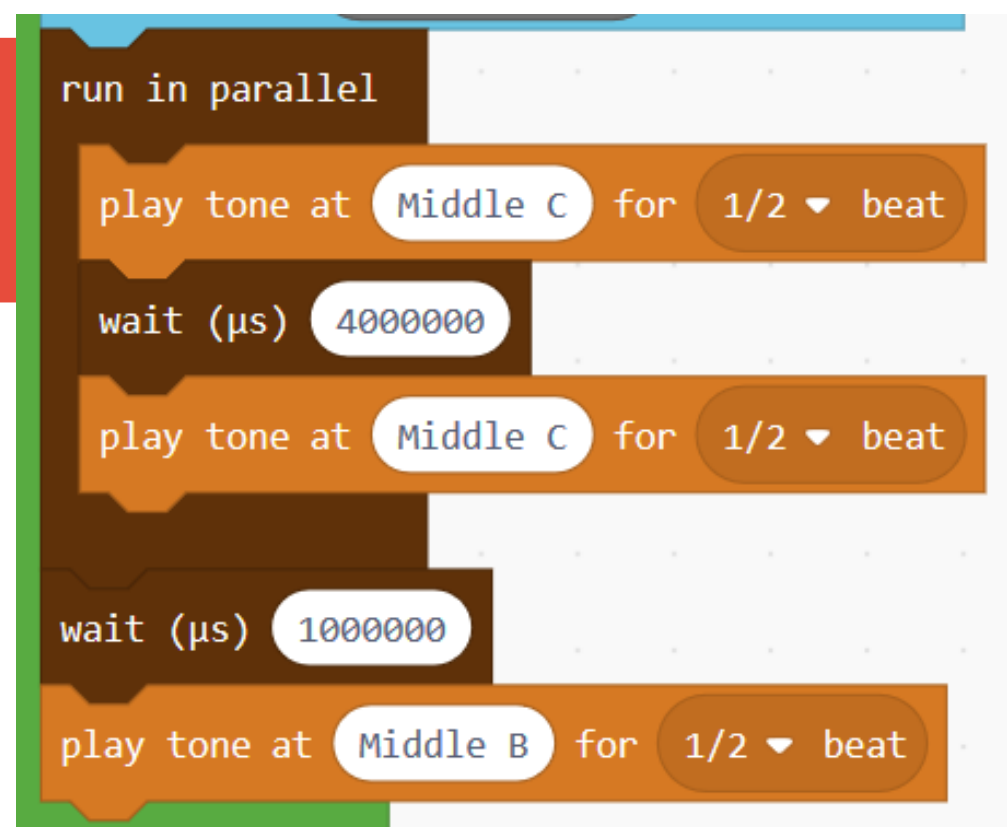 run in parallel
play tone at Middle C for 1/2 beat
wait (µs) 4000000
play tone at Middle C for 1/2 beat
wait (µs) 1000000
play tone at Middle B for 1/2 beat